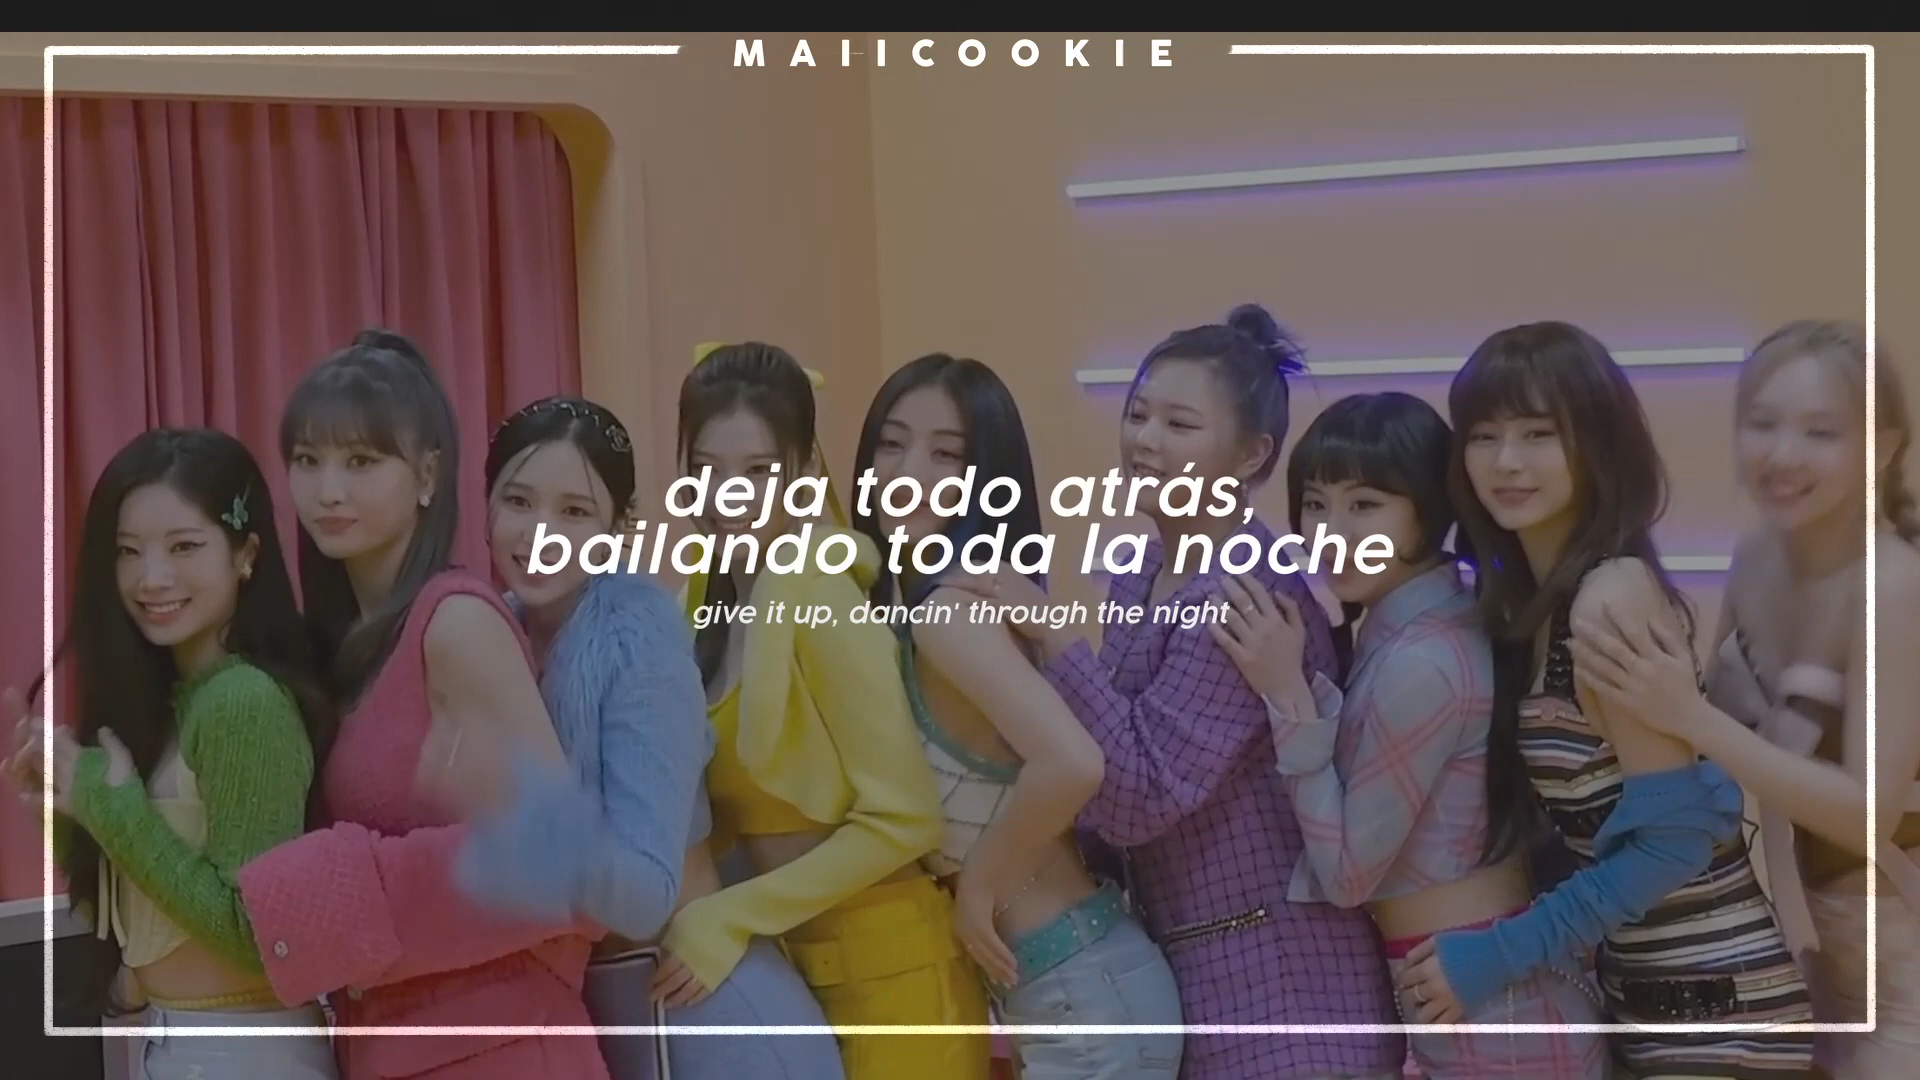 MAIICOOKIE
deja todo atrás,
bailando toda la noche
give it up, dancin' through the night